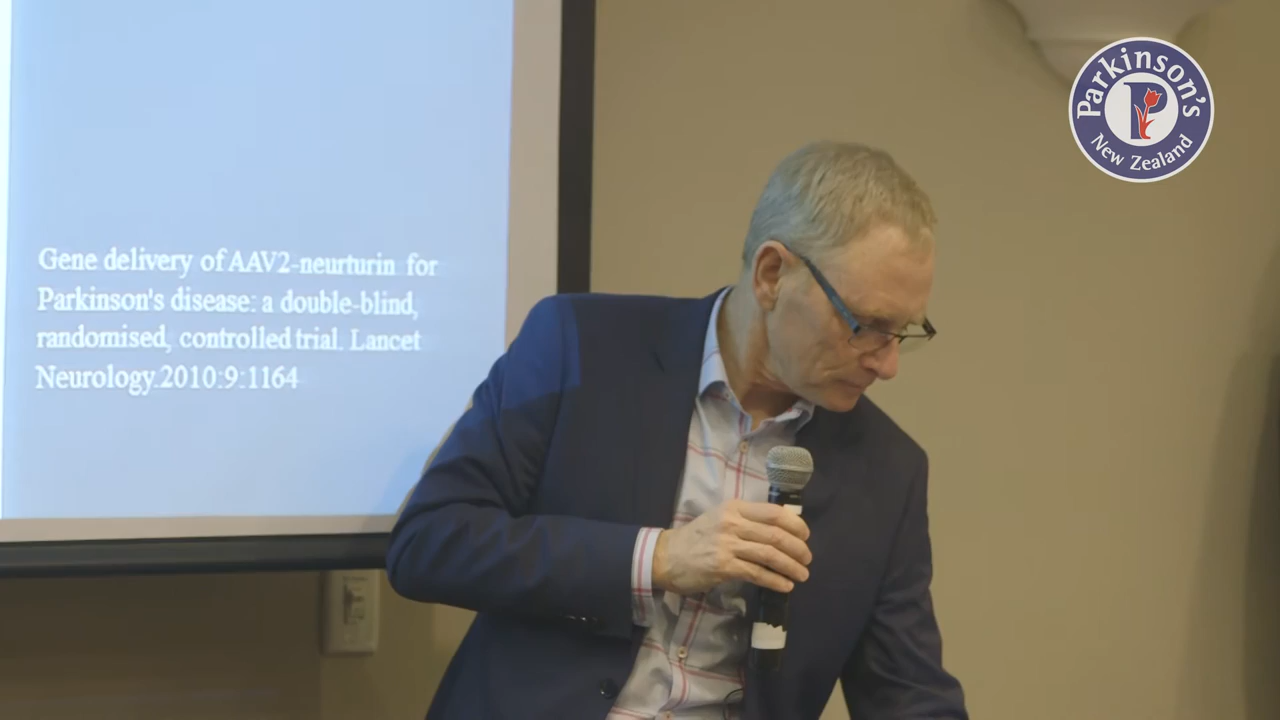 Gene delivery of AAV2-neurturin for
Parkinson's disease: a double-blind,
randomised, controlled trial. Lancet
Neurology.2010:9:1164
Parkinson's
P
New Zealand